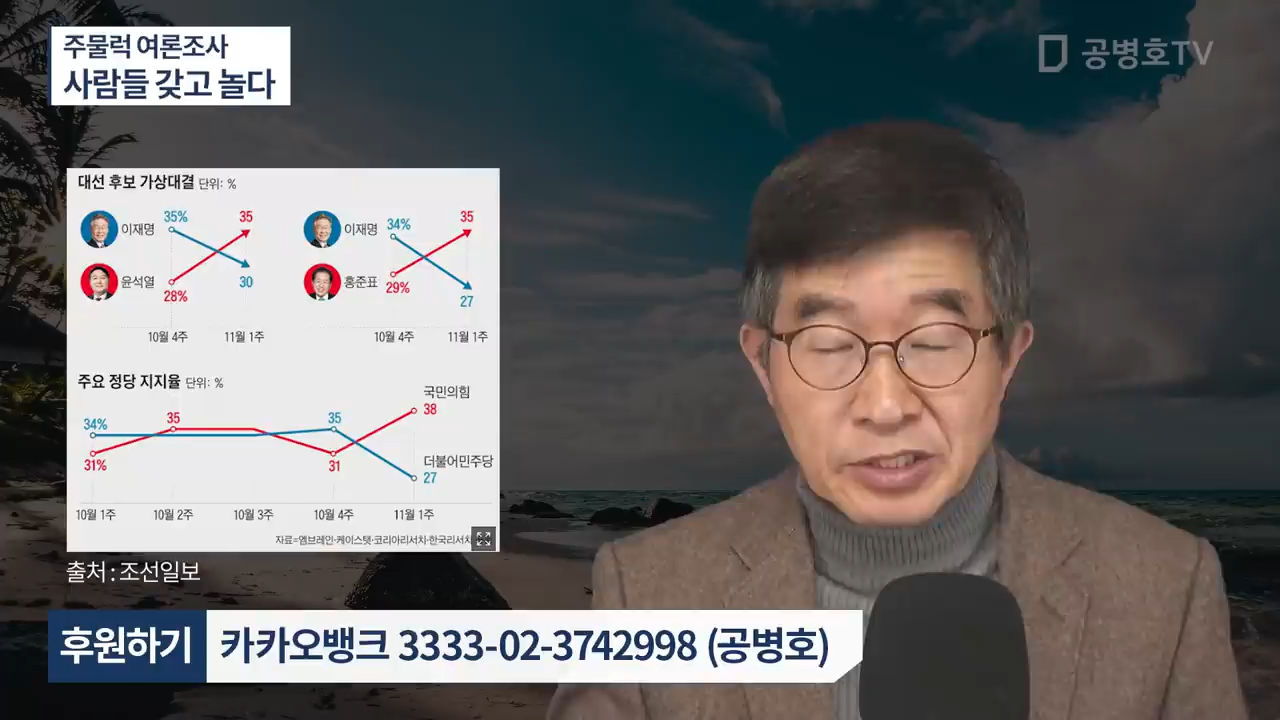 주물럭 여론조사
사람들 갖고 놀다
공병호TV
대선 후보 가상대결 단위: %
이재명
35%
35
윤석열
28%
30
10월 4주
11월 1주
이재명
34%
35
홍준표
29%
27
10월 4주
11월 1주
주요 정당 지지율 단위: %
국민의힘
34%
35
35
38
31%
31
더불어민주당
27
10월 1주
10월 2주
10월 3주
10월 4주
11월 1주
자료=엠브레인·케이스탯·코리아리서치·한국리서치
출처 : 조선일보
후원하기
카카오뱅크 3333-02-3742998 (공병호)